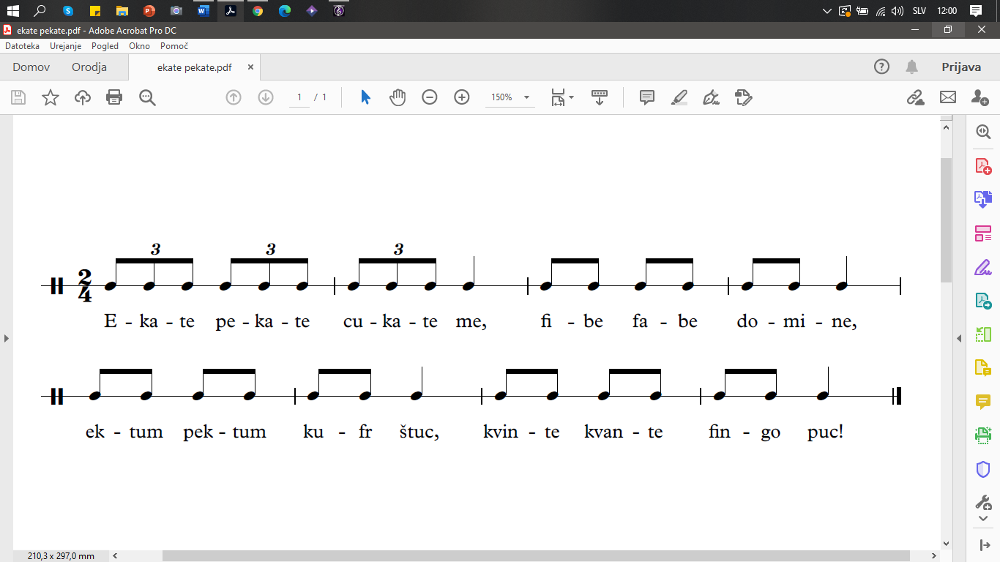 SLV 12:00
ekate pekate.pdf - Adobe Acrobat Pro DC
Datoteka Urejanje Pogled Okno Pomoč
Domov Orodja ekate pekate.pdf × Prijava
1 / 1 150%
3 3 3
2
4
E - ka - te pe - ka - te cu - ka - te me, fi - be fa - be do - mi - ne,
ek - tum pek - tum ku - fr štuc, kvin - te kvan - te fin - go puc!
210,3 x 297,0 mm